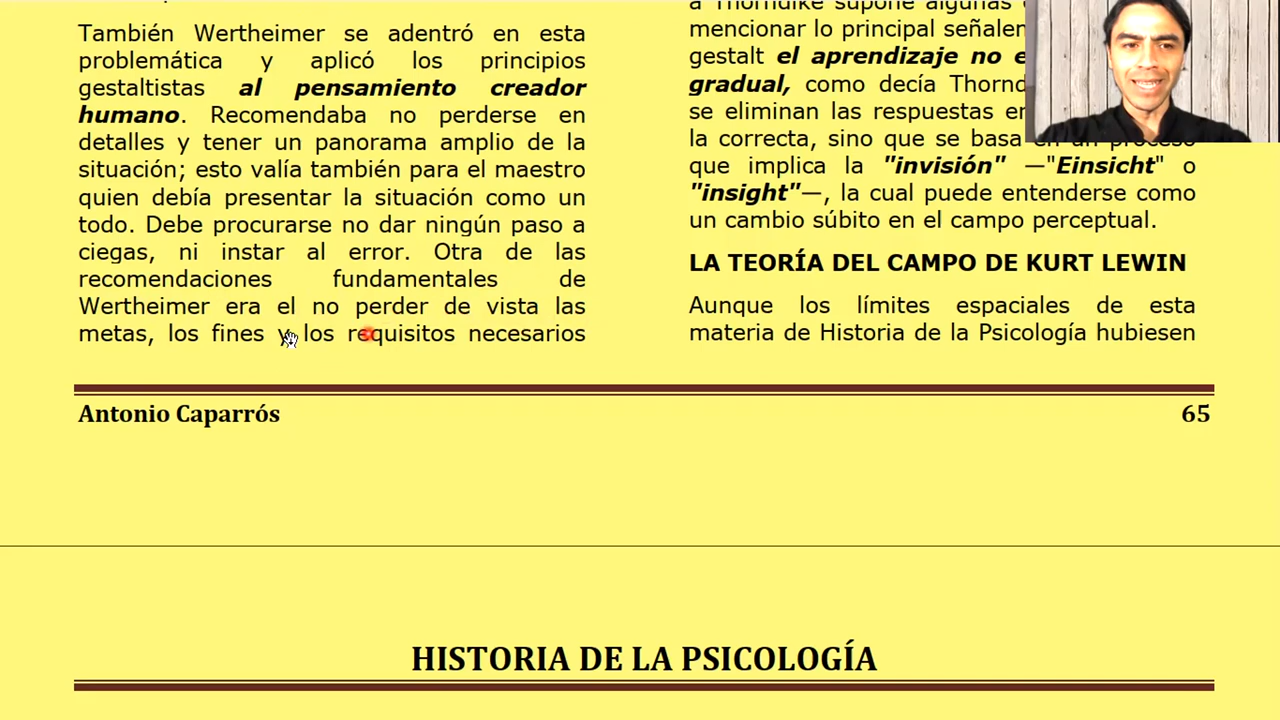 También Wertheimer se adentró en esta
problemática y aplicó los principios
gestaltistas al pensamiento creador
humano. Recomendaba no perderse en
detalles y tener un panorama amplio de la
situación; esto valía también para el maestro
quien debía presentar la situación como un
todo. Debe procurarse no dar ningún paso a
ciegas, ni instar al error. Otra de las
recomendaciones fundamentales de
Wertheimer era el no perder de vista las
metas, los fines y los requisitos necesarios
a Thorndike supone algunas
mencionar lo principal señalem
gestalt el aprendizaje no
gradual, como decía
se eliminan las respuestas
la correcta, sino que se basa en un proceso
que implica la "invisión" —"Einsicht" o
"insight"—, la cual puede entenderse como
un cambio súbito en el campo perceptual.
LA TEORÍA DEL CAMPO DE KURT LEWIN
Aunque los límites espaciales de esta
materia de Historia de la Psicología hubiesen
Antonio Caparrós 65
HISTORIA DE LA PSICOLOGÍA